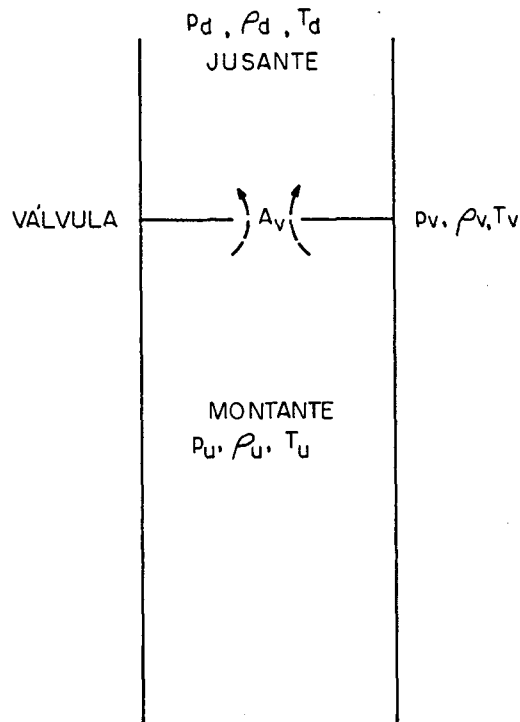 Pd, ρd, Td
JUSANTE
VÁLVULA Av Pv, ρv, Tv
MONTANTE
Pu, ρu, Tu